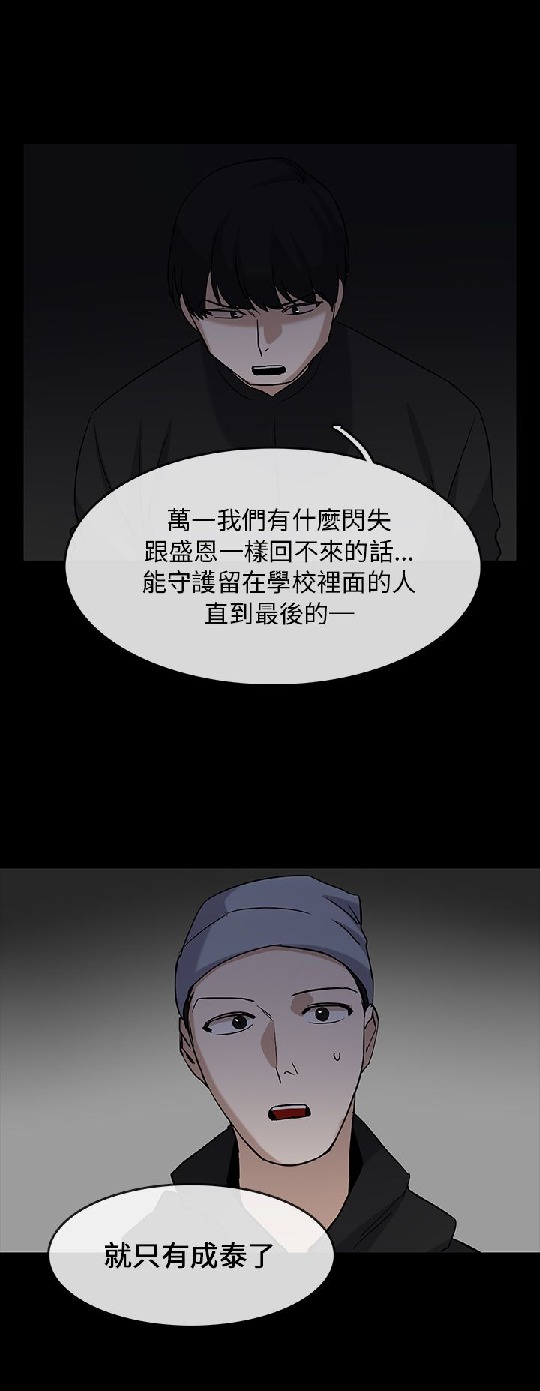 萬一我們有什麼閃失
跟盛恩一樣回不來的話...
能守護留在學校裡面的人
直到最後的—
就只有成泰了